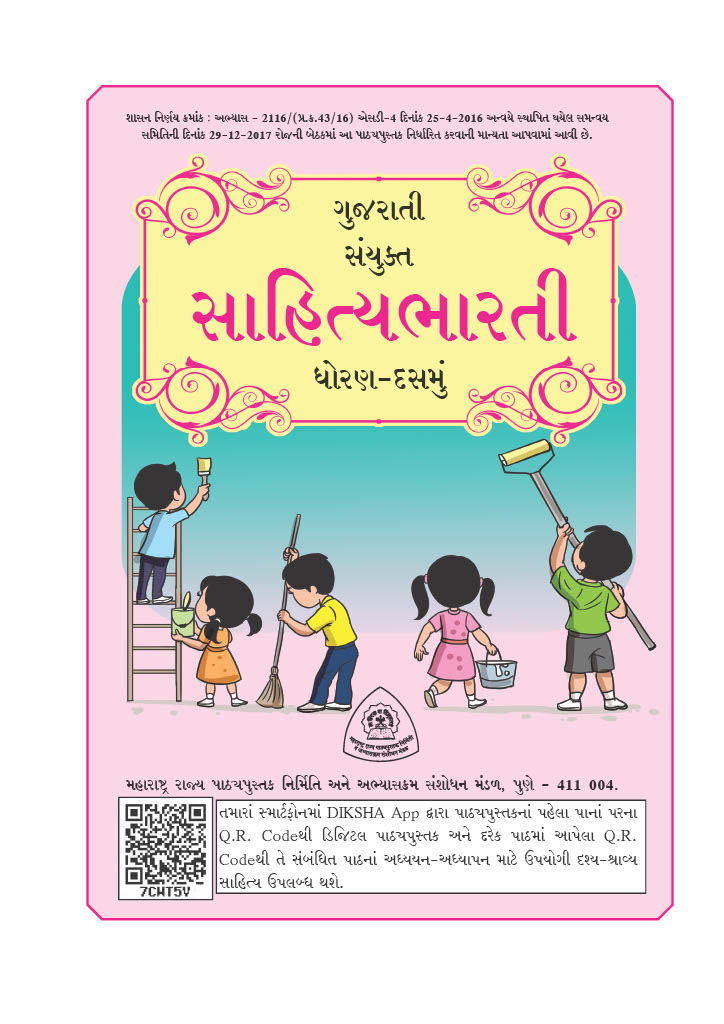 શાસન નિર્ણય ક્રમાંક : અભ્યાસ - 2116/(પ્ર.ક્ર.43/16) એસડી-4 દિનાંક 25-4-2016 અન્વયે સ્થાપિત થયેલ સમન્વય
સમિતિની દિનાંક 29-12-2017 રોજની બેઠકમાં આ પાઠ્યપુસ્તક નિર્ધારિત કરવાની માન્યતા આપવામાં આવી છે.
ગુજરાતી
સંયુક્ત
સાહિત્યભારતી
ધોરણ-દસમું
મહારાષ્ટ્ર રાજ્ય પાઠ્યપુસ્તક નિર્મિતિ અને અભ્યાસક્રમ સંશોધન મંડળ, પુણે - 411 004.
તમારાં સ્માર્ટફોનમાં DIKSHA App દ્વારા પાઠ્યપુસ્તકનાં પહેલા પાનાં પરના
Q.R. Codeથી ડિજિટલ પાઠ્યપુસ્તક અને દરેક પાઠમાં આપેલા Q.R.
Codeથી તે સંબંધિત પાઠનાં અધ્યયન-અધ્યાપન માટે ઉપયોગી દૃશ્ય-શ્રાવ્ય
સાહિત્ય ઉપલબ્ધ થશે.
7CWT5V